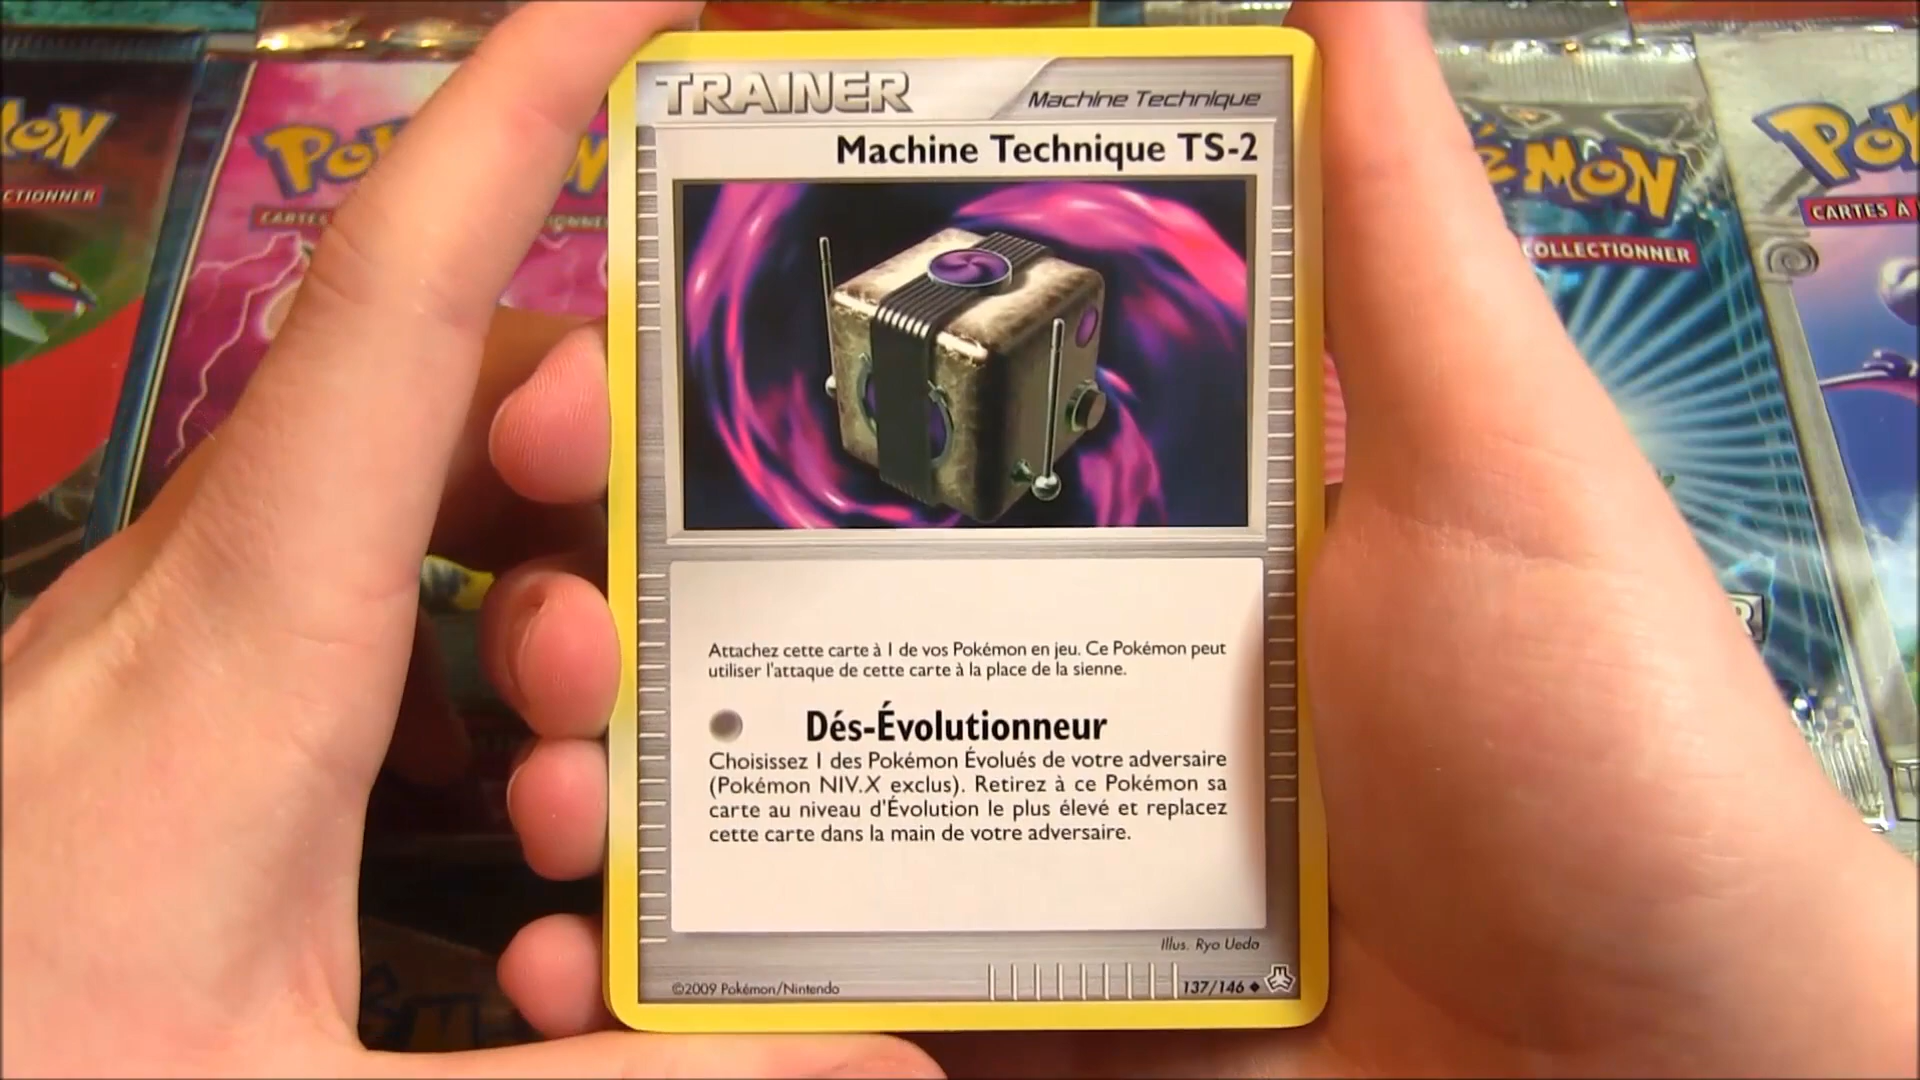 TRAINER
Machine Technique
Machine Technique TS-2
Attachez cette carte à 1 de vos Pokémon en jeu. Ce Pokémon peut
utiliser l'attaque de cette carte à la place de la sienne.
Dés-Évolutionneur
Choisissez 1 des Pokémon Évolués de votre adversaire
(Pokémon NIV.X exclus). Retirez à ce Pokémon sa
carte au niveau d'Évolution le plus élevé et replacez
cette carte dans la main de votre adversaire.
Illus. Ryo Ueda
©2009 Pokémon/Nintendo
137/146
CARTES À
COLLECTIONNER